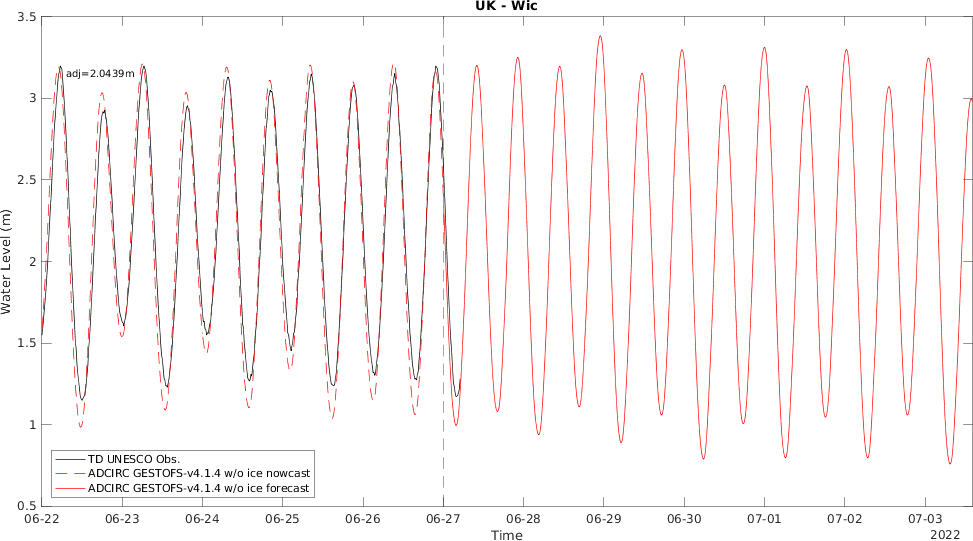 UK - Wic
3.5
3
2.5
2
1.5
1
0.5
Water Level (m)
adj=2.0439m
TD UNESCO Obs.
ADCIRC GESTOFS-v4.1.4 w/o ice nowcast
ADCIRC GESTOFS-v4.1.4 w/o ice forecast
06-22 06-23 06-24 06-25 06-26 06-27 06-28 06-29 06-30 07-01 07-02 07-03
Time
2022